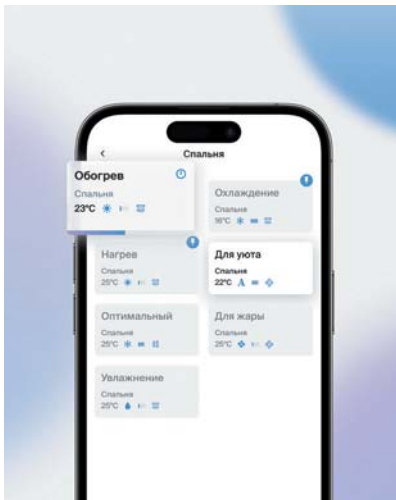 Спальня
Обогрев
Спальня
23°C
Охлаждение
Спальня
16°C
Нагрев
Спальня
25°C
Для уюта
Спальня
22°C A
Оптимальный
Спальня
25°C
Для жары
Спальня
25°C
Увлажнение
Спальня
25°C